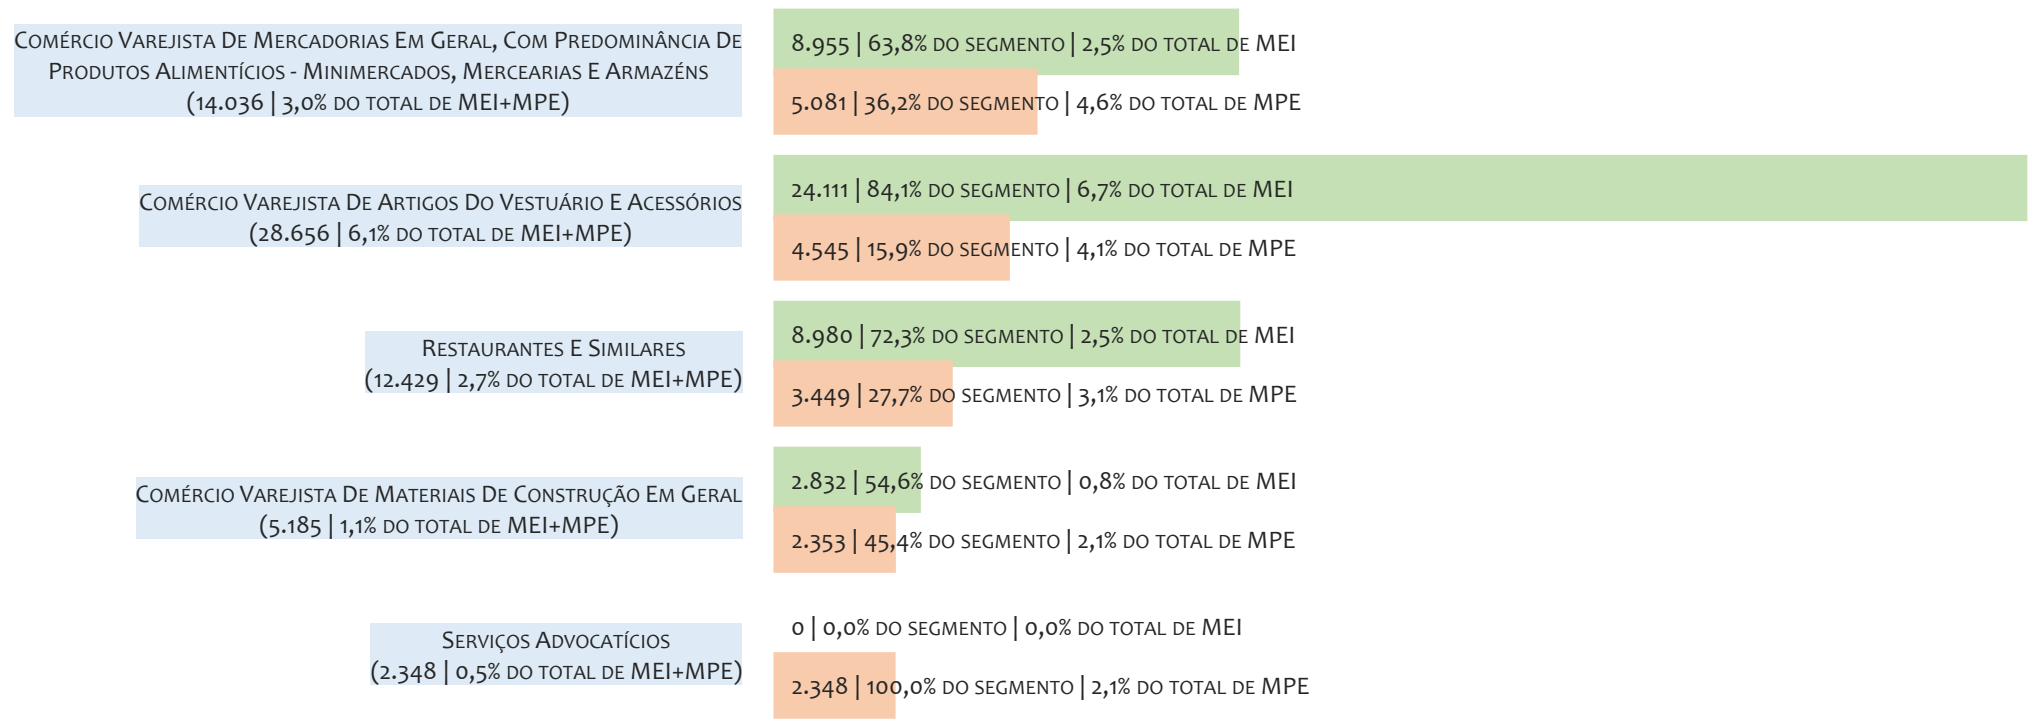 Comércio Varejista De Mercadorias Em Geral, Com Predominância De
Produtos Alimentícios - Minimercados, Mercearias E Armazéns
(14.036 | 3,0% do total de MEI+MPE)
8.955 | 63,8% do segmento | 2,5% do total de MEI
5.081 | 36,2% do segmento | 4,6% do total de MPE
Comércio Varejista De Artigos Do Vestuário E Acessórios
(28.656 | 6,1% do total de MEI+MPE)
24.111 | 84,1% do segmento | 6,7% do total de MEI
4.545 | 15,9% do segmento | 4,1% do total de MPE
Restaurantes E Similares
(12.429 | 2,7% do total de MEI+MPE)
8.980 | 72,3% do segmento | 2,5% do total de MEI
3.449 | 27,7% do segmento | 3,1% do total de MPE
Comércio Varejista De Materiais De Construção Em Geral
(5.185 | 1,1% do total de MEI+MPE)
2.832 | 54,6% do segmento | 0,8% do total de MEI
2.353 | 45,4% do segmento | 2,1% do total de MPE
Serviços Advocatícios
(2.348 | 0,5% do total de MEI+MPE)
0 | 0,0% do segmento | 0,0% do total de MEI
2.348 | 100,0% do segmento | 2,1% do total de MPE